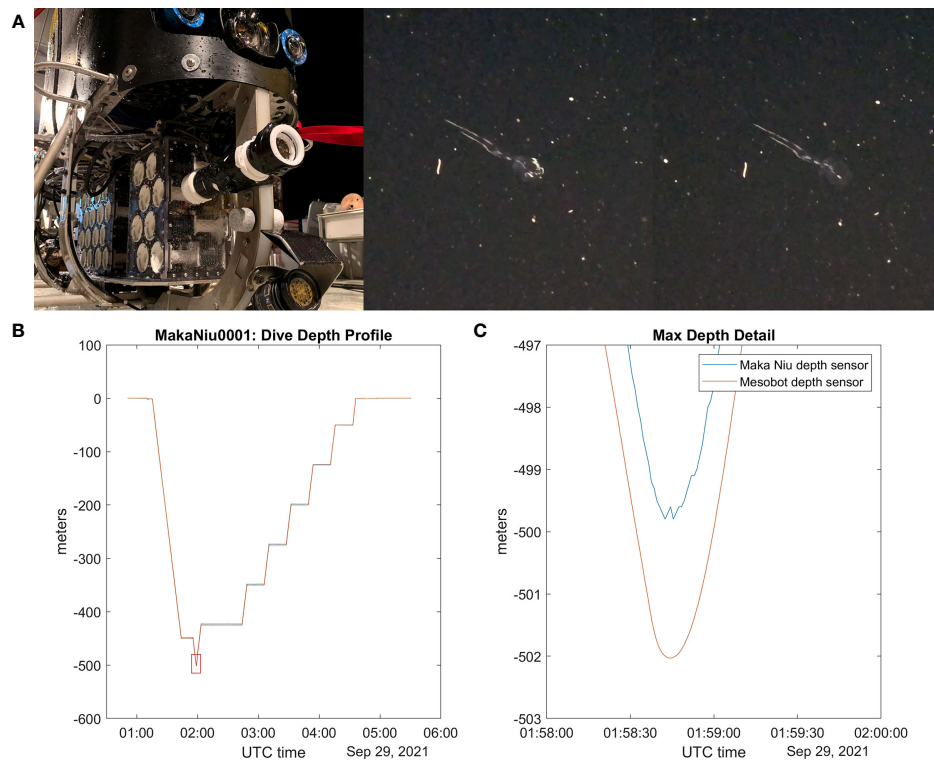 A
B
MakaNiu0001: Dive Depth Profile
100
0
-100
-200
-300
-400
-500
-600
meters
01:00 02:00 03:00 04:00 05:00 06:00
UTC time
Sep 29, 2021
C
Max Depth Detail
Maka Niu depth sensor
Mesobot depth sensor
-497
-498
-499
-500
-501
-502
-503
meters
01:58:00 01:58:30 01:59:00 01:59:30 02:00:00
UTC time
Sep 29, 2021